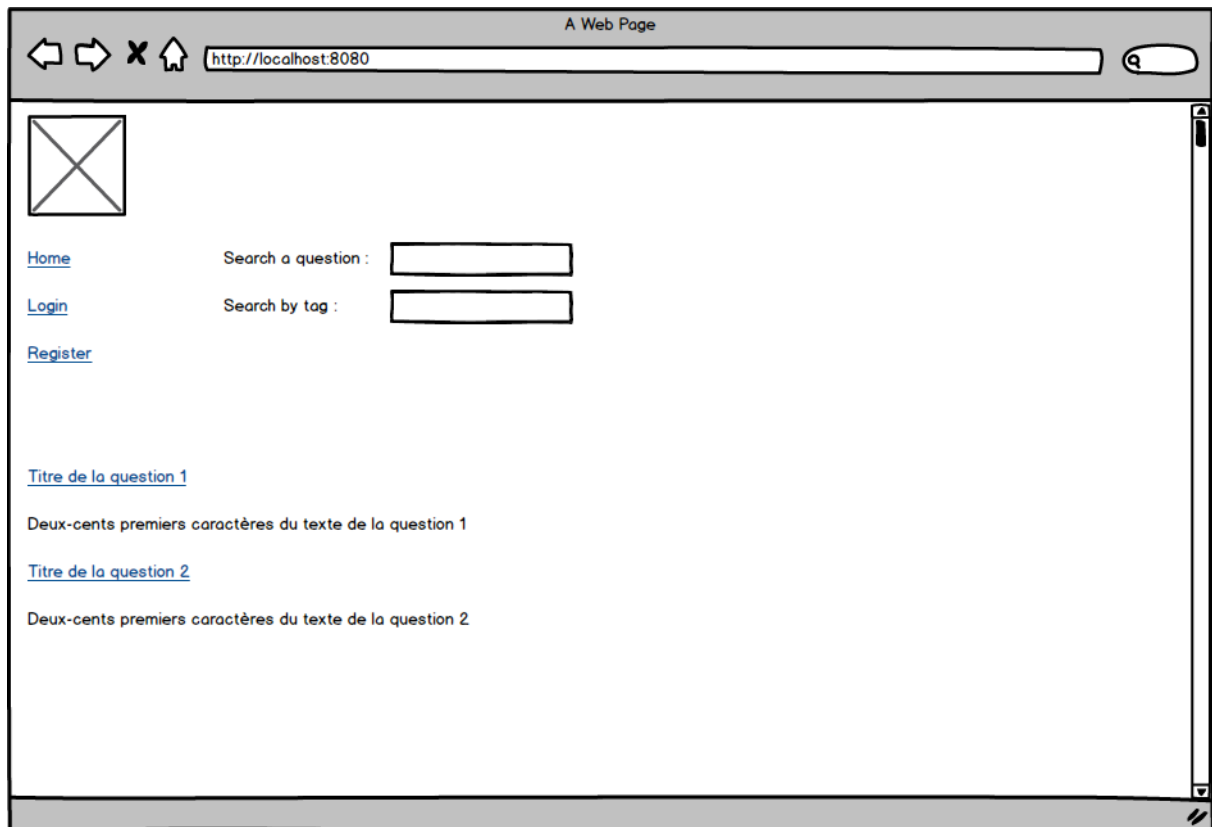 A Web Page
http://localhost:8080
Home
Search a question :
Login
Search by tag :
Register
Titre de la question 1
Deux-cents premiers caractères du texte de la question 1
Titre de la question 2
Deux-cents premiers caractères du texte de la question 2